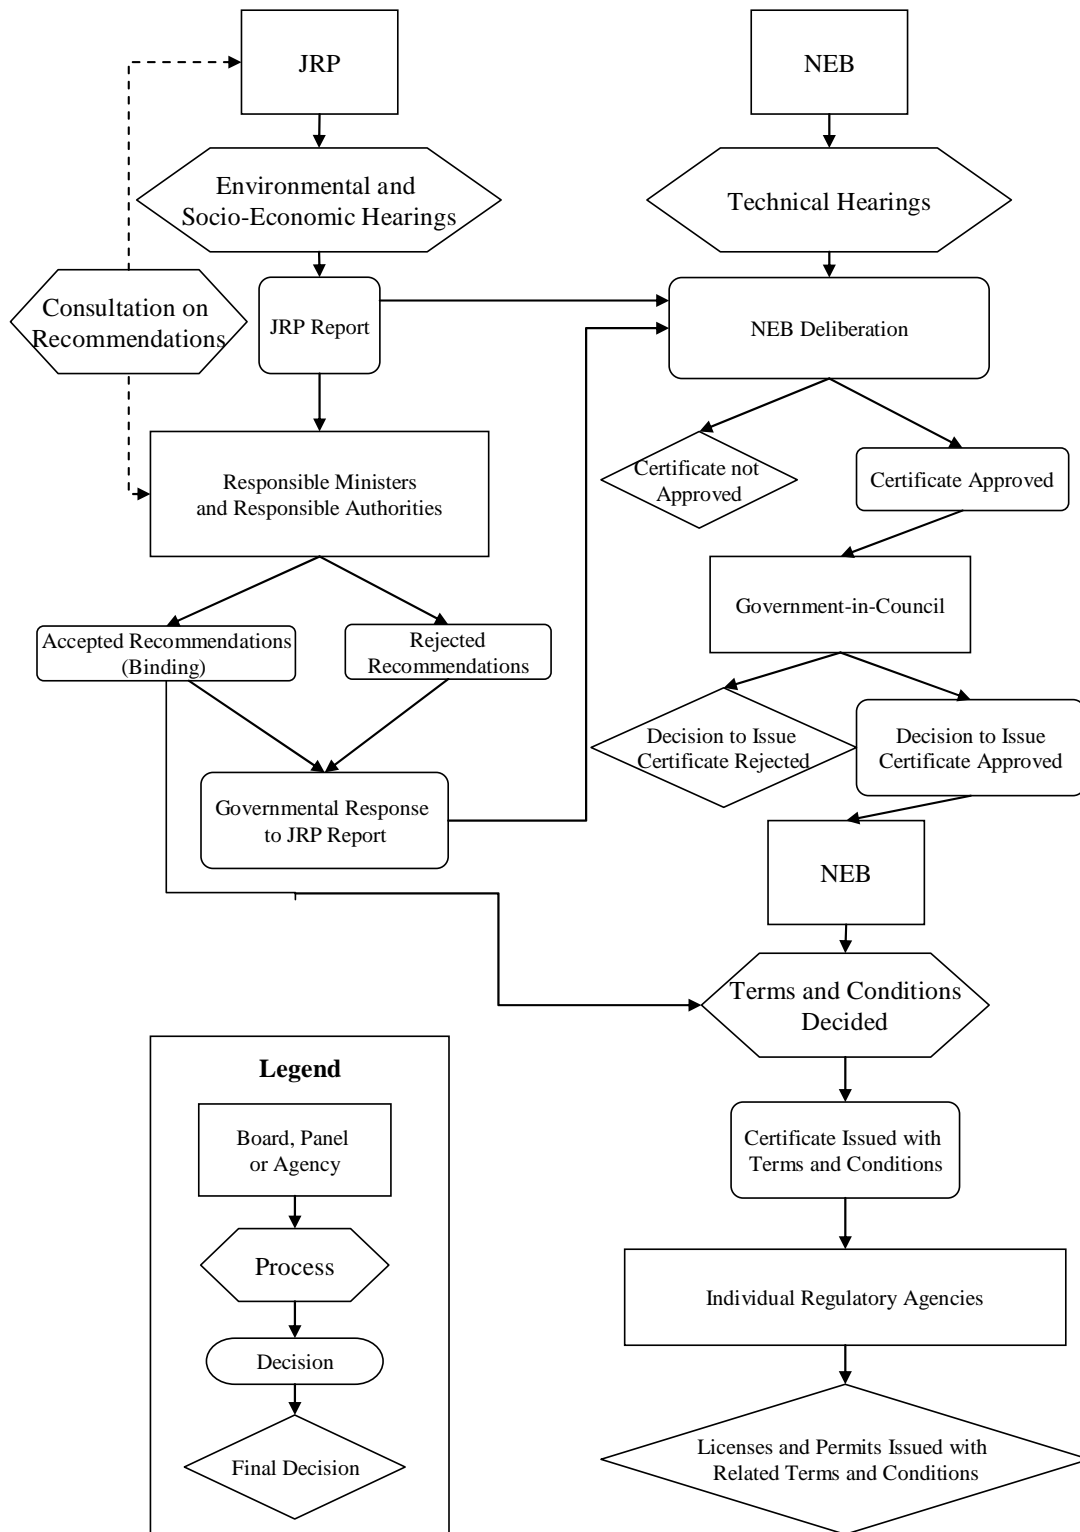 JRP
NEB
Environmental and
Socio-Economic Hearings
Technical Hearings
Consultation on
Recommendations
JRP Report
NEB Deliberation
Responsible Ministers
and Responsible Authorities
Certificate not
Approved
Certificate Approved
Government-in-Council
Accepted Recommendations
(Binding)
Rejected
Recommendations
Decision to Issue
Certificate Rejected
Decision to Issue
Certificate Approved
Governmental Response
to JRP Report
NEB
Terms and Conditions
Decided
Certificate Issued with
Terms and Conditions
Individual Regulatory Agencies
Licenses and Permits Issued with
Related Terms and Conditions
Legend
Board, Panel
or Agency
Process
Decision
Final Decision